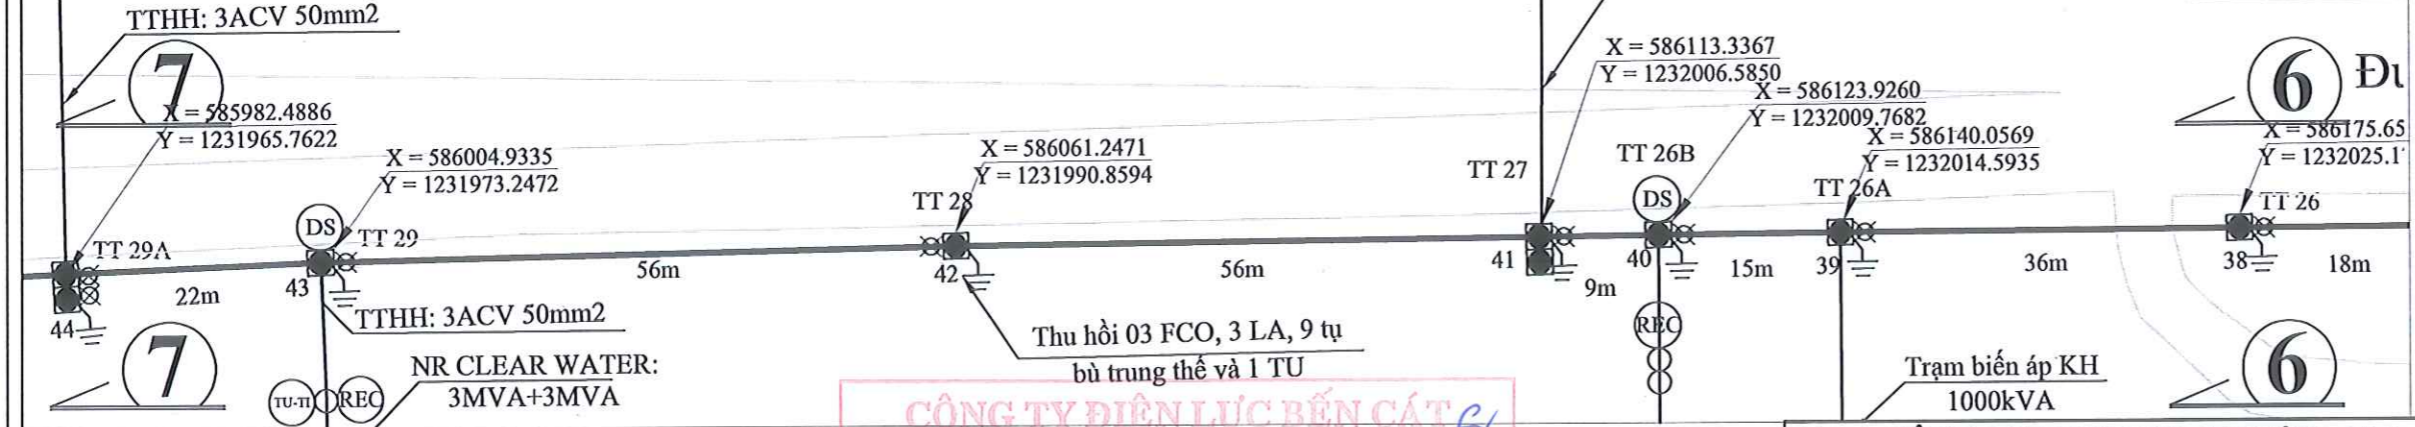 TTHH: 3ACV 50mm2
7
X = 585982.4886
Y = 1231965.7622
X = 586004.9335
Y = 1231973.2472
X = 586061.2471
Y = 1231990.8594
X = 586113.3367
Y = 1232006.5850
X = 586123.9260
Y = 1232009.7682
X = 586140.0569
Y = 1232014.5935
6
X = 586175.65
Y = 1232025.1
TT 29A
DS
TT 29
TT 28
TT 27
TT 26B
DS
TT 26A
TT 26
44
22m
43
56m
42
56m
41
9m
40
15m
39
36m
38
18m
7
TTHH: 3ACV 50mm2
NR CLEAR WATER:
3MVA+3MVA
TU-TI
REC
Thu hồi 03 FCO, 3 LA, 9 tụ
bù trung thế và 1 TU
REC
Trạm biến áp KH
1000kVA
6
CÔNG TY ĐIỆN LỰC BẾN CÁT